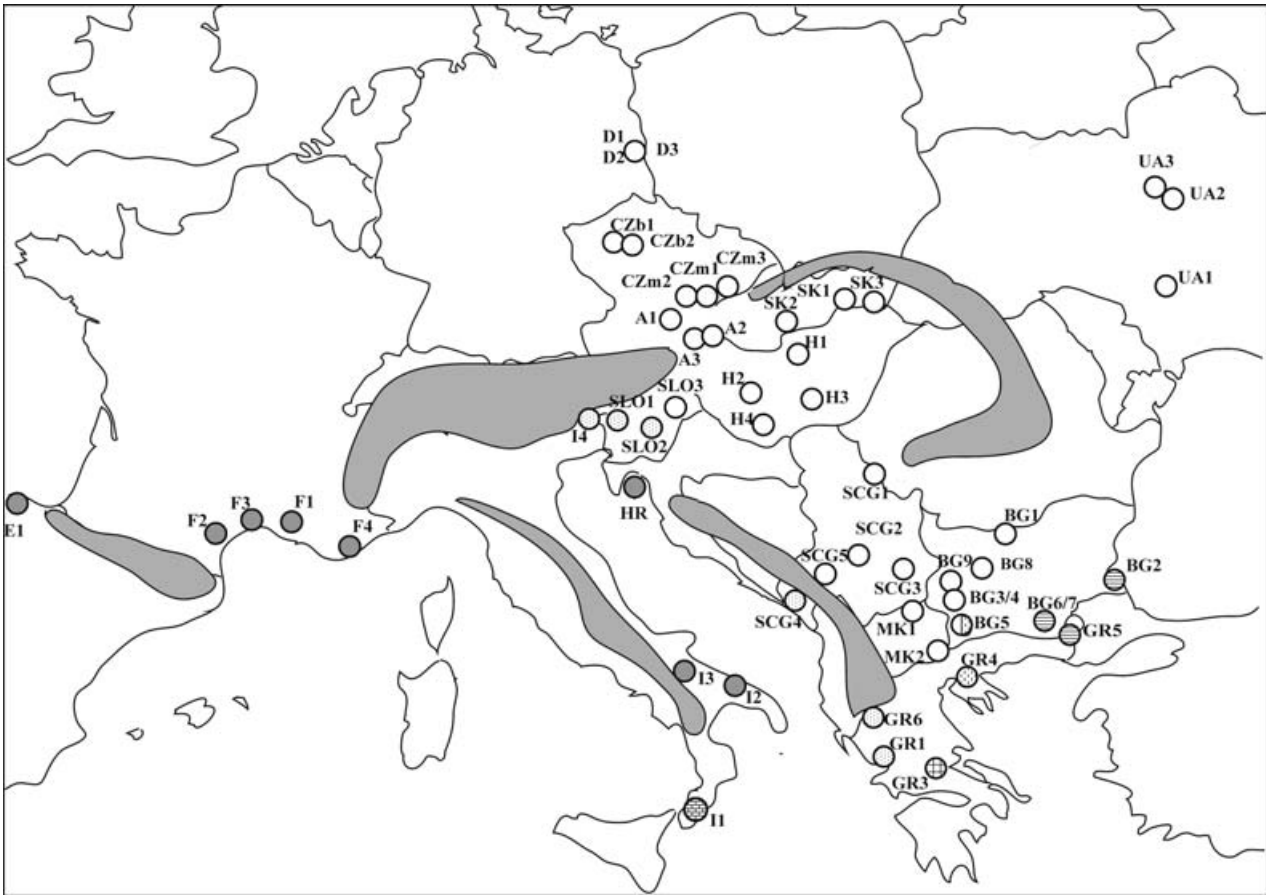 D1
D2
D3
UA3
UA2
CZb1
CZb2
CZm3
CZm1
CZm2
UA1
SK1
SK3
SK2
A1
A2
H1
A3
SLO3
H2
SLO1
H3
I4
SLO2
H4
SCG1
E1
F2
F3
F1
F4
HR
BG1
SCG2
SCG5
BG9
BG8
BG2
SCG3
BG3/4
SCG4
BG6/7
MK1
BG5
GR5
MK2
GR4
I3
I2
GR6
GR1
GR3
I1